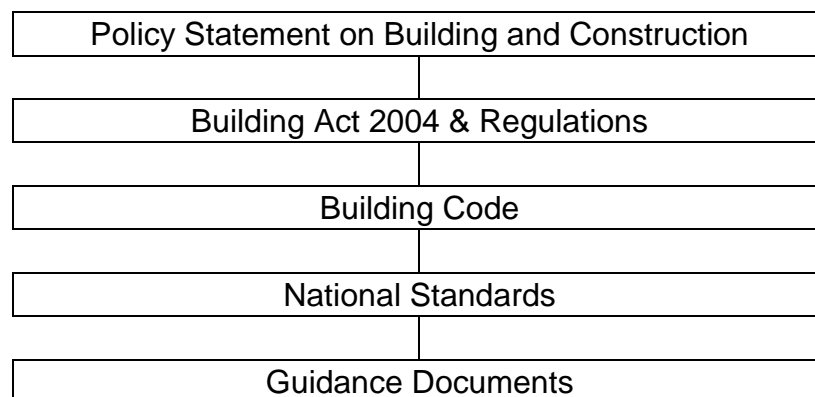 Policy Statement on Building and Construction
Building Act 2004 & Regulations
Building Code
National Standards
Guidance Documents